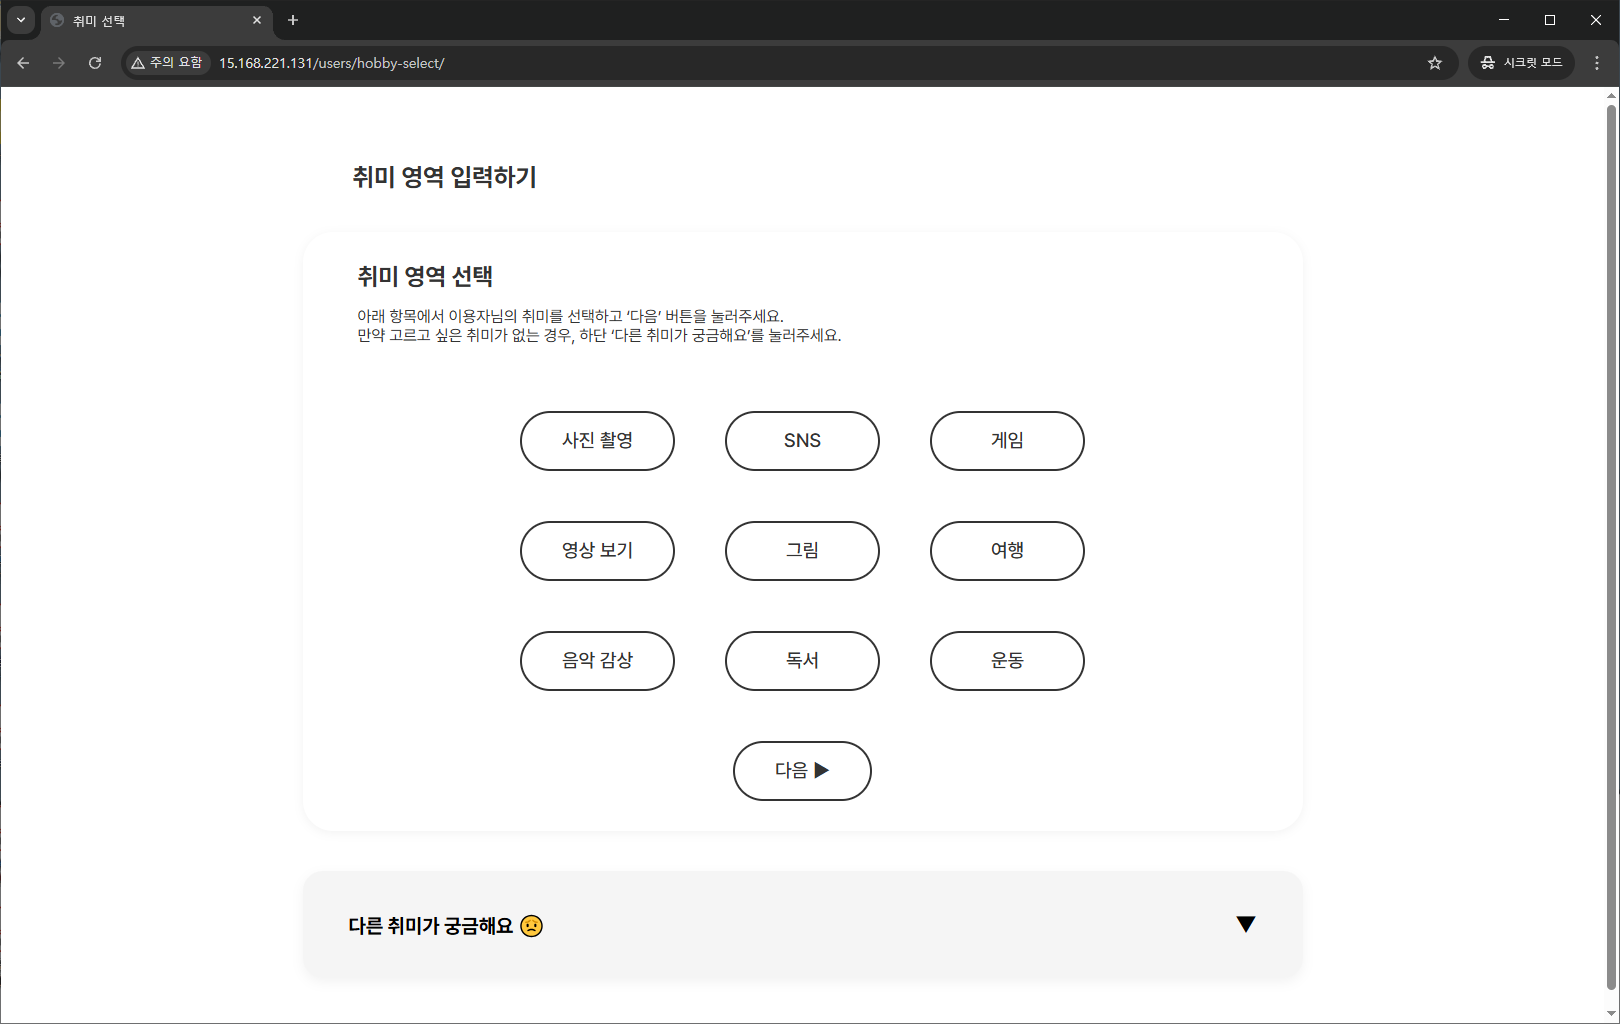 취미 선택
주의 요함
15.168.221.131/users/hobby-select/
시크릿 모드
취미 영역 입력하기
취미 영역 선택
아래 항목에서 이용자님의 취미를 선택하고 ‘다음’ 버튼을 눌러주세요.
만약 고르고 싶은 취미가 없는 경우, 하단 ‘다른 취미가 궁금해요’를 눌러주세요.
사진 촬영 SNS 게임
영상 보기 그림 여행
음악 감상 독서 운동
다음 ▶
다른 취미가 궁금해요 😟 ▼